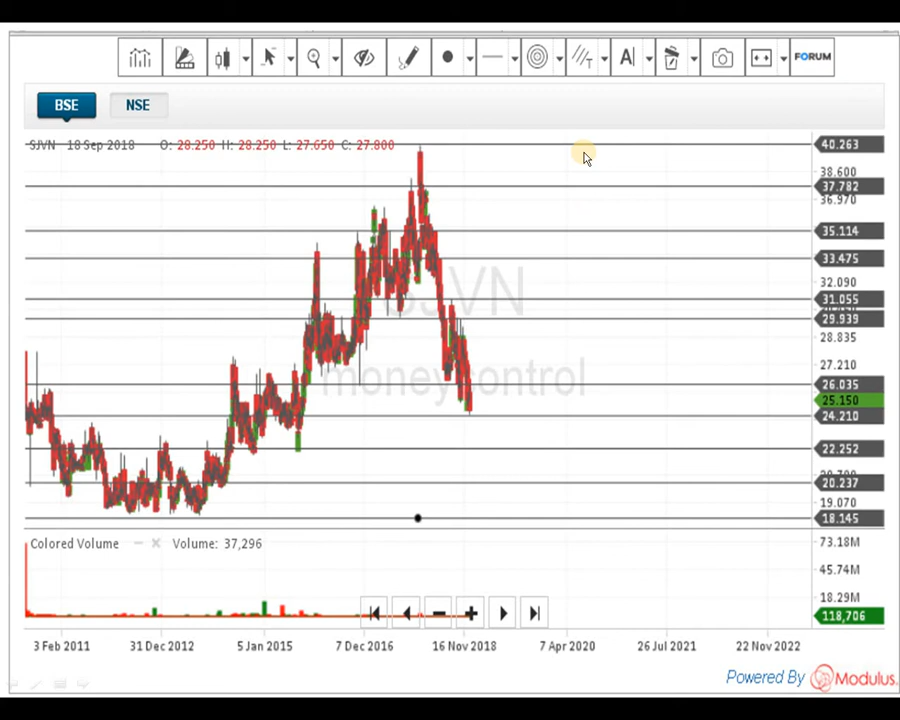 A FORUM
BSE NSE
SJVN 18 Sep 2018 O: 28.250 H: 28.250 L: 27.650 C: 27.800
40.263
38.600
37.782
36.970
35.114
33.475
SJVN
32.090
31.055
29.939
28.835
27.210
moneycontrol
26.035
25.150
24.210
22.252
20.237
19.070
18.145
Colored Volume Volume: 37,296
73.18M
45.74M
18.29M
118,706
3 Feb 2011 31 Dec 2012 5 Jan 2015 7 Dec 2016 16 Nov 2018 7 Apr 2020 26 Jul 2021 22 Nov 2022
Powered By Modulus.